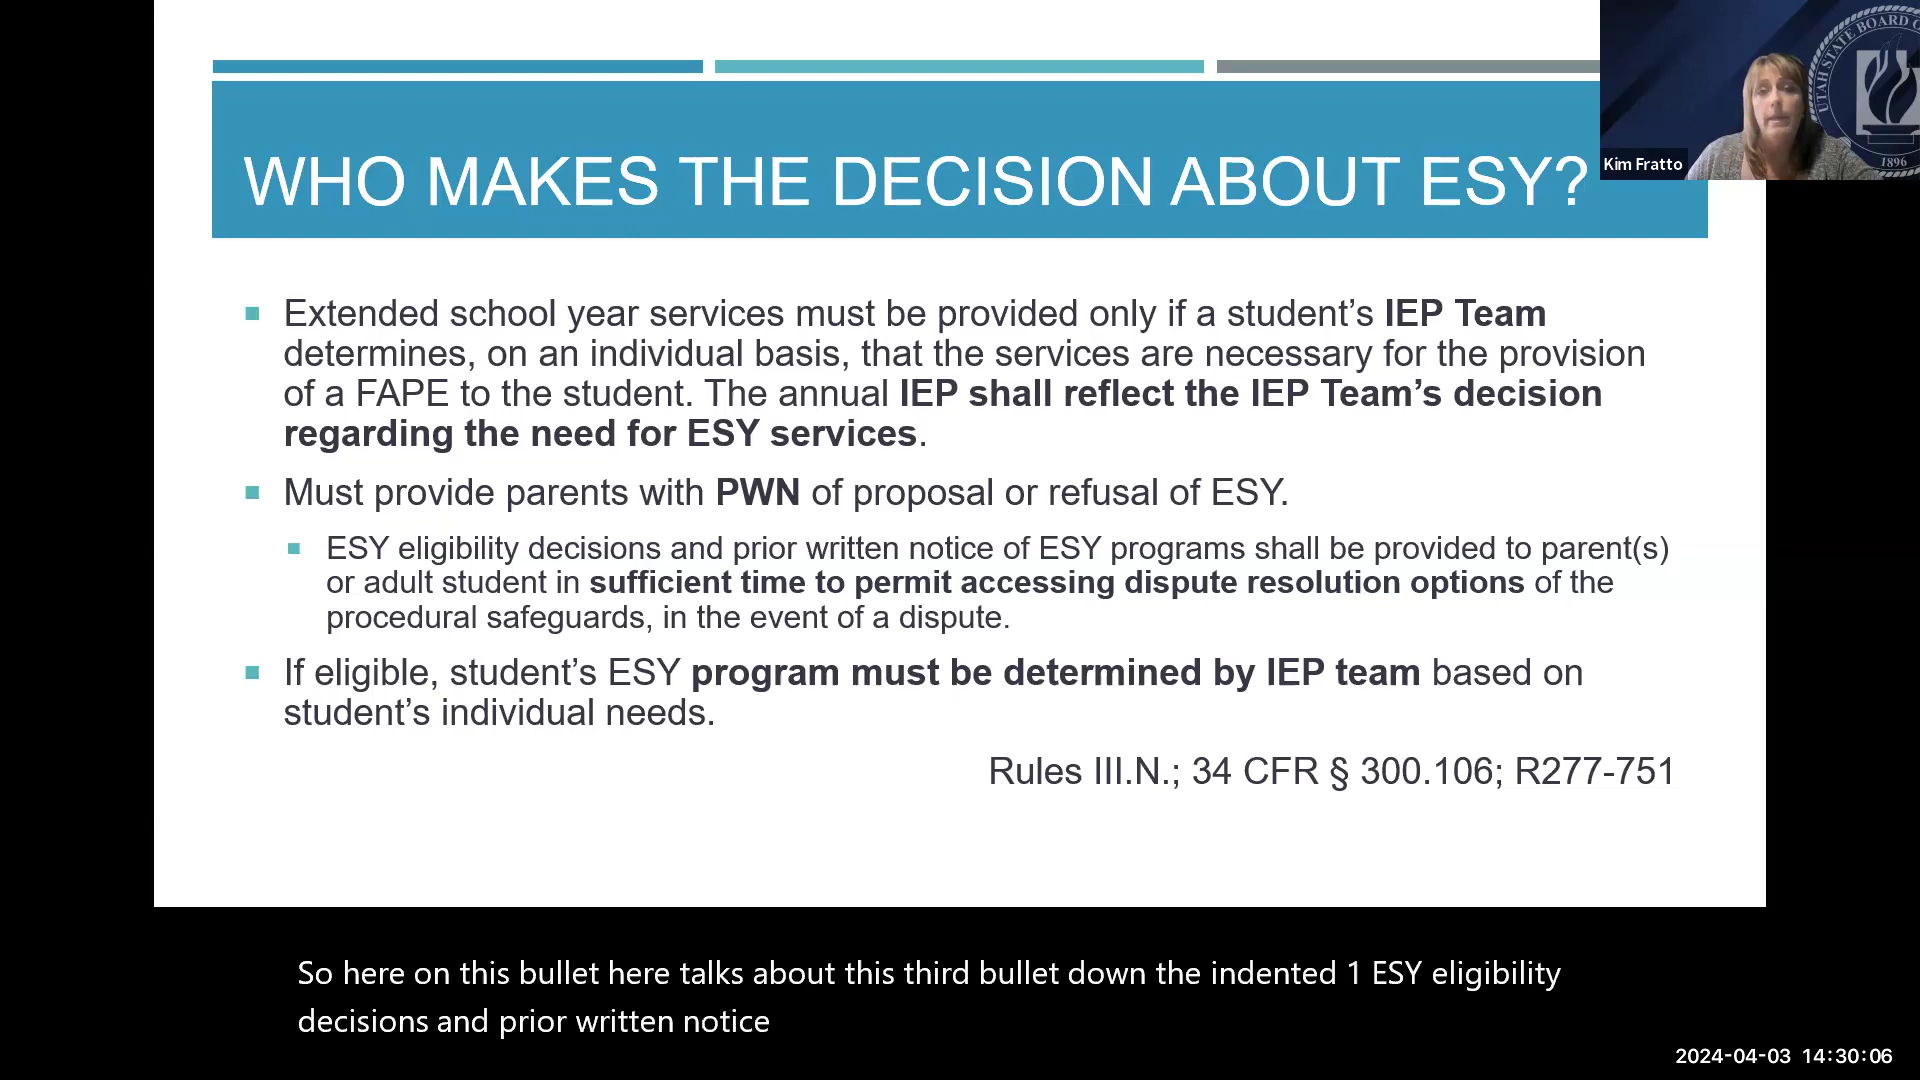 WHO MAKES THE DECISION ABOUT ESY?
UTAH STATE BOARD
1896
Kim Fratto
Extended school year services must be provided only if a student’s IEP Team
determines, on an individual basis, that the services are necessary for the provision
of a FAPE to the student. The annual IEP shall reflect the IEP Team’s decision
regarding the need for ESY services.
Must provide parents with PWN of proposal or refusal of ESY.
ESY eligibility decisions and prior written notice of ESY programs shall be provided to parent(s)
or adult student in sufficient time to permit accessing dispute resolution options of the
procedural safeguards, in the event of a dispute.
If eligible, student’s ESY program must be determined by IEP team based on
student’s individual needs.
Rules III.N.; 34 CFR § 300.106; R277-751
So here on this bullet here talks about this third bullet down the indented 1 ESY eligibility
decisions and prior written notice
2024-04-03 14:30:06